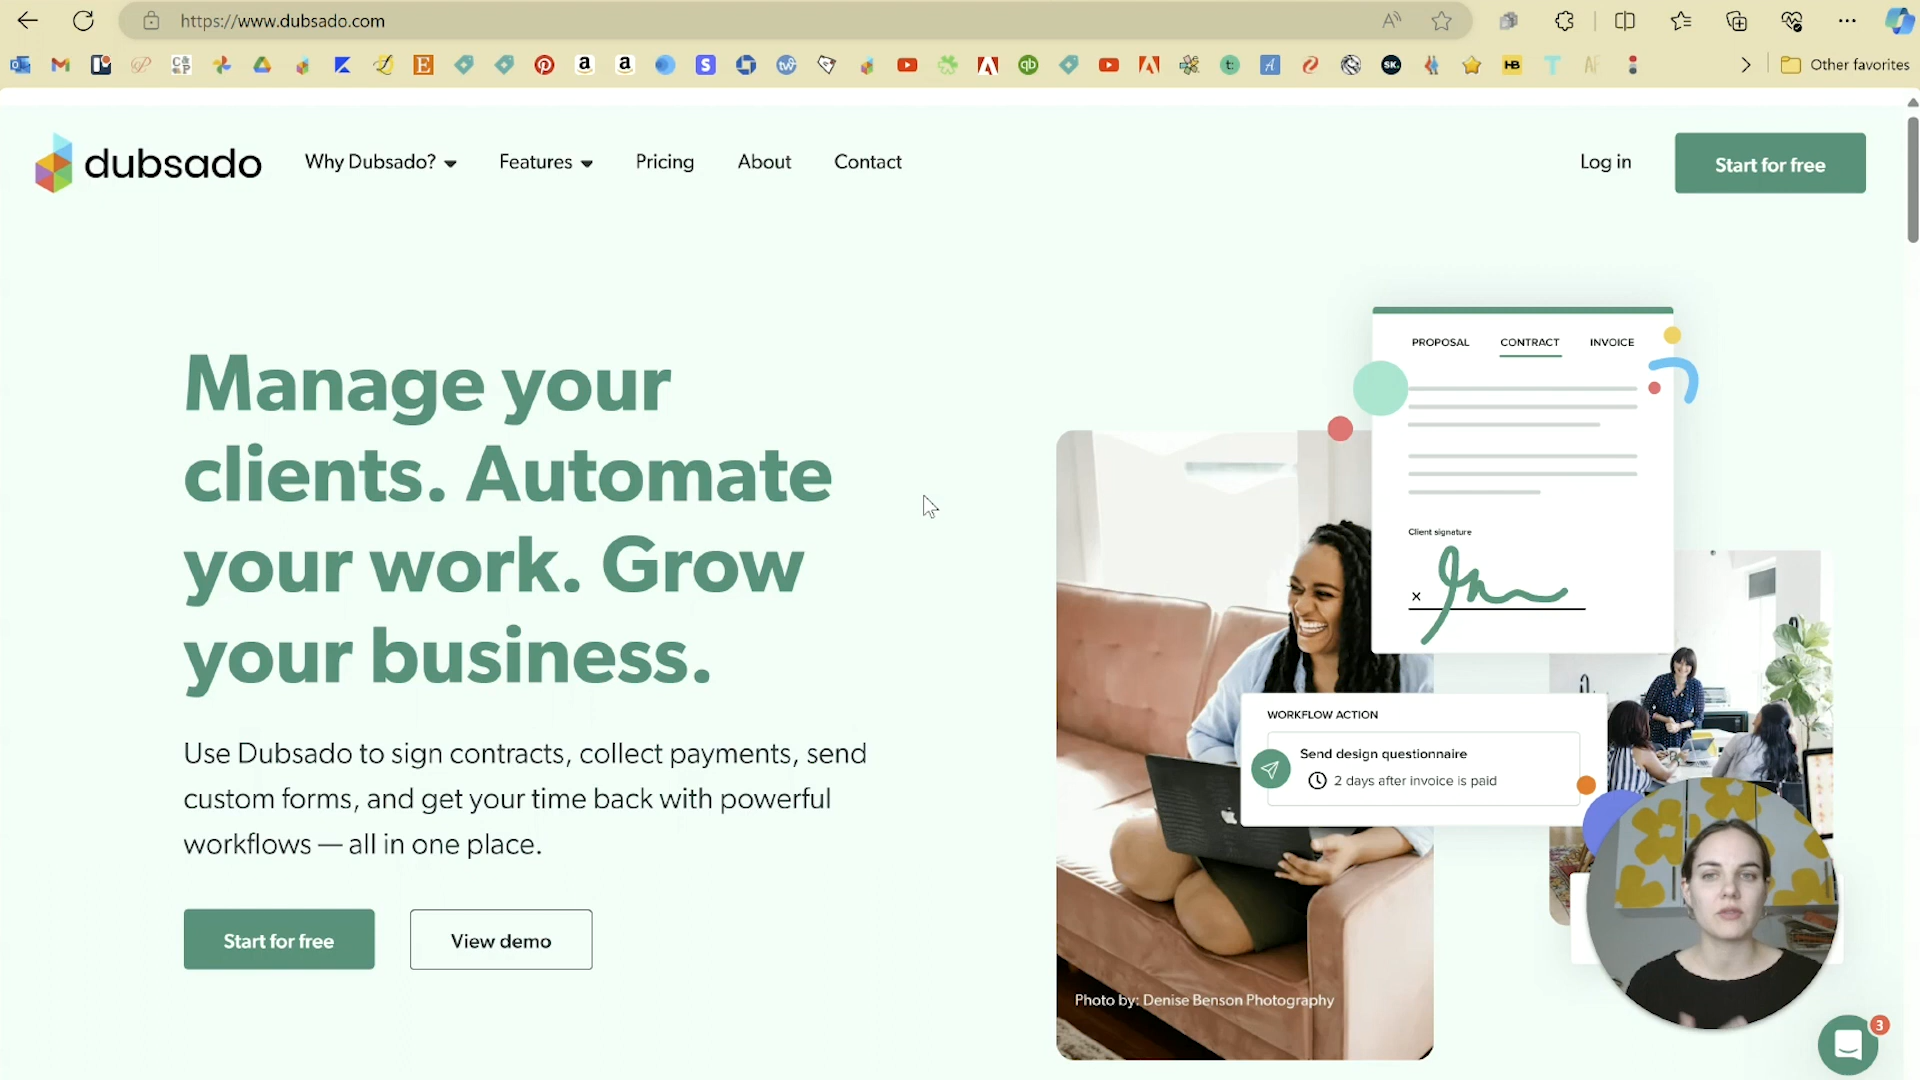 https://www.dubsado.com
Other favorites
dubsado
Why Dubsado?
Features
Pricing
About
Contact
Log in
Start for free
Manage your
clients. Automate
your work. Grow
your business.
Use Dubsado to sign contracts, collect payments, send
custom forms, and get your time back with powerful
workflows — all in one place.
Start for free
View demo
PROPOSAL
CONTRACT
INVOICE
Client signature
×
WORKFLOW ACTION
Send design questionnaire
2 days after invoice is paid
Photo by: Denise Benson Photography
3